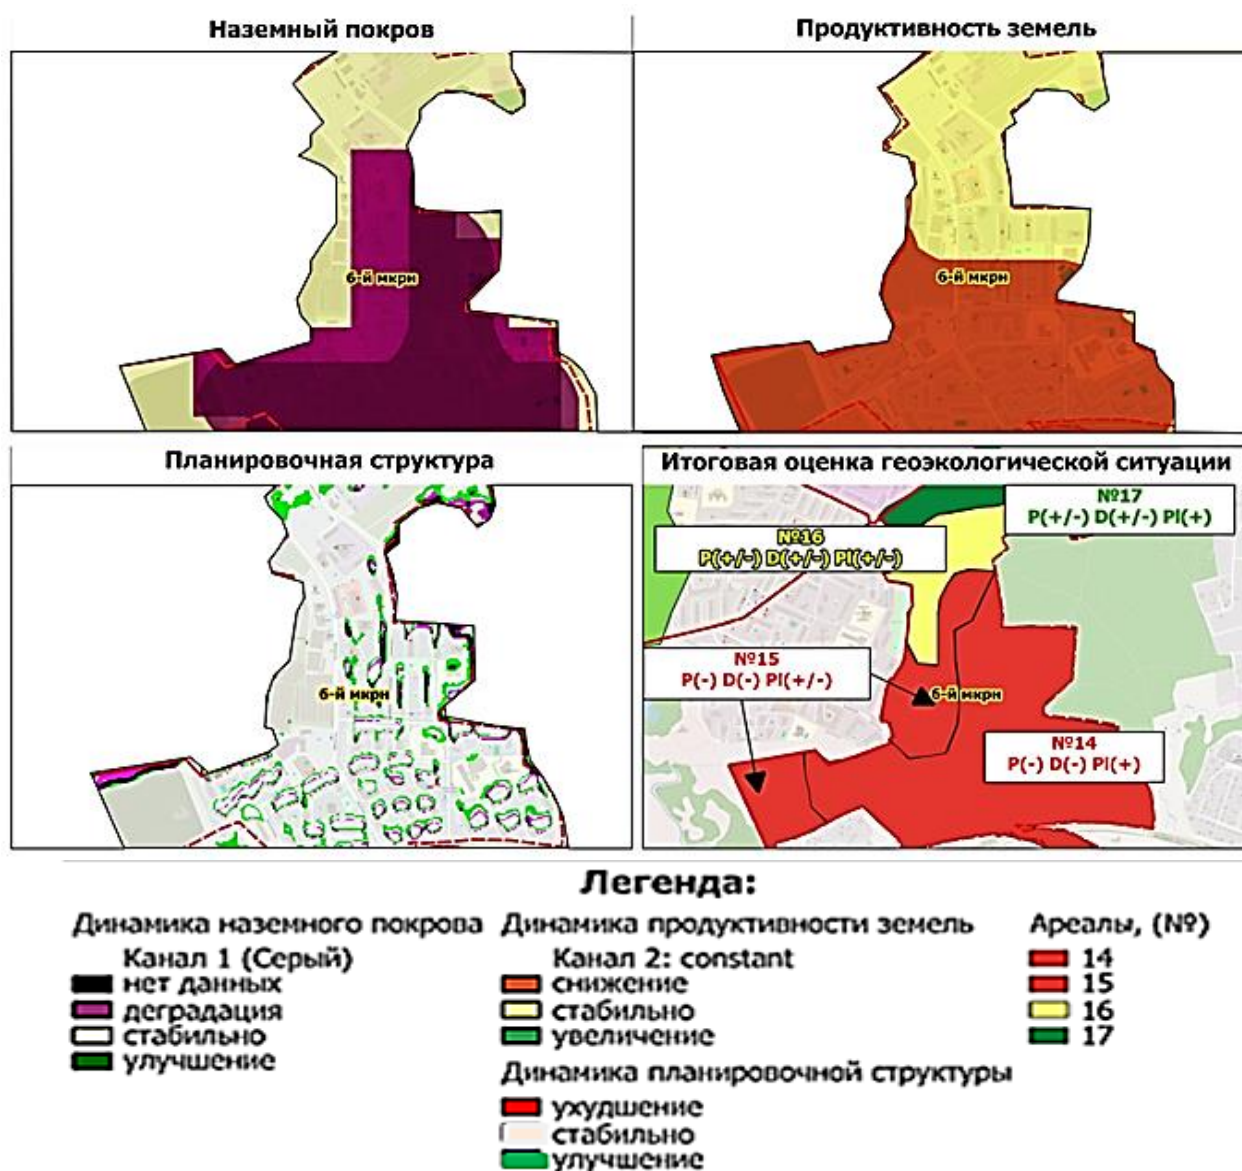 Наземный покров
Продуктивность земель
6-й мкрн
6-й мкрн
Планировочная структура
Итоговая оценка геоэкологической ситуации
6-й мкрн
№17
P(+/-) D(+/-) Pl(+)
№16
P(+/-) D(+/-) Pl(+/-)
№15
P(-) D(-) Pl(+/-)
6-й мкрн
№14
P(-) D(-) Pl(+)
Легенда:
Динамика наземного покрова
Канал 1 (Серый)
нет данных
деградация
стабильно
улучшение
Динамика продуктивности земель
Канал 2: constant
снижение
стабильно
увеличение
Динамика планировочной структуры
ухудшение
стабильно
улучшение
Ареалы, (№)
14
15
16
17